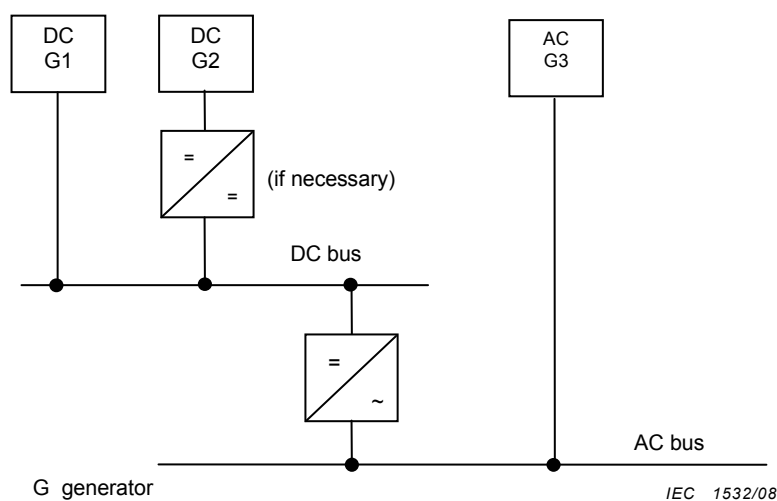 DC
G1
DC
G2
AC
G3
=
=
(if necessary)
DC bus
=
~
AC bus
G generator
IEC 1532/08